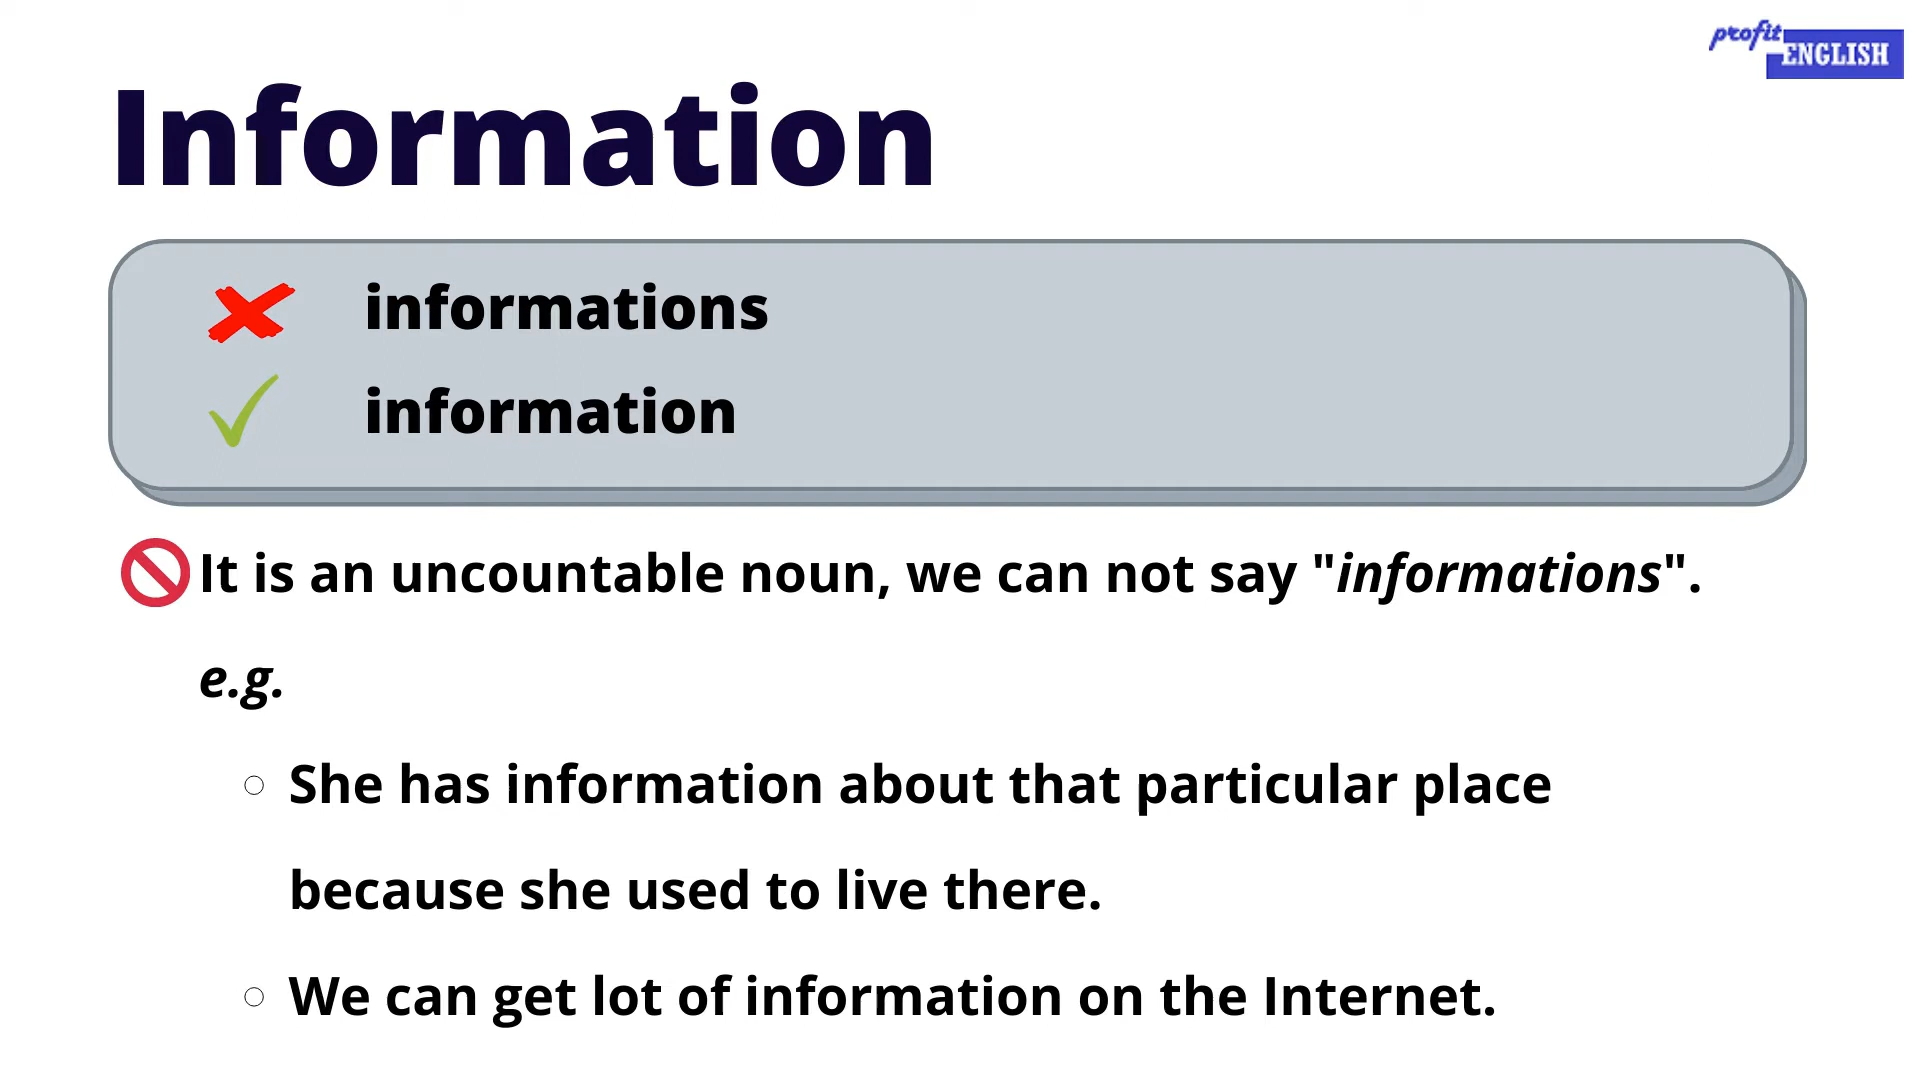 profit
ENGLISH
Information
informations
information
It is an uncountable noun, we can not say "informations".
e.g.
She has information about that particular place
because she used to live there.
We can get lot of information on the Internet.